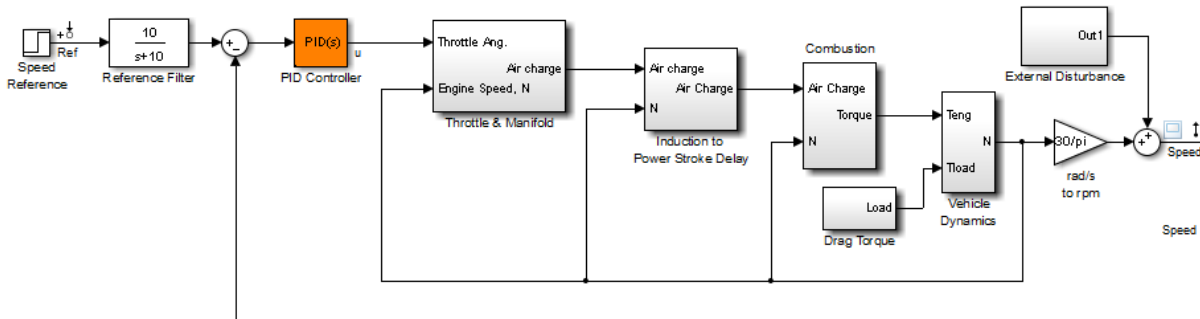 Ref
Speed
Reference
10
s+10
Reference Filter
+
−
PID(s)
u
PID Controller
Throttle Ang.
Air charge
Engine Speed, N
Throttle & Manifold
Air charge
Air Charge
N
Induction to
Power Stroke Delay
Combustion
Air Charge
Torque
N
Load
Drag Torque
Teng
N
Tload
Vehicle
Dynamics
Out1
External Disturbance
30/pi
rad/s
to rpm
+
+
Speed
Speed